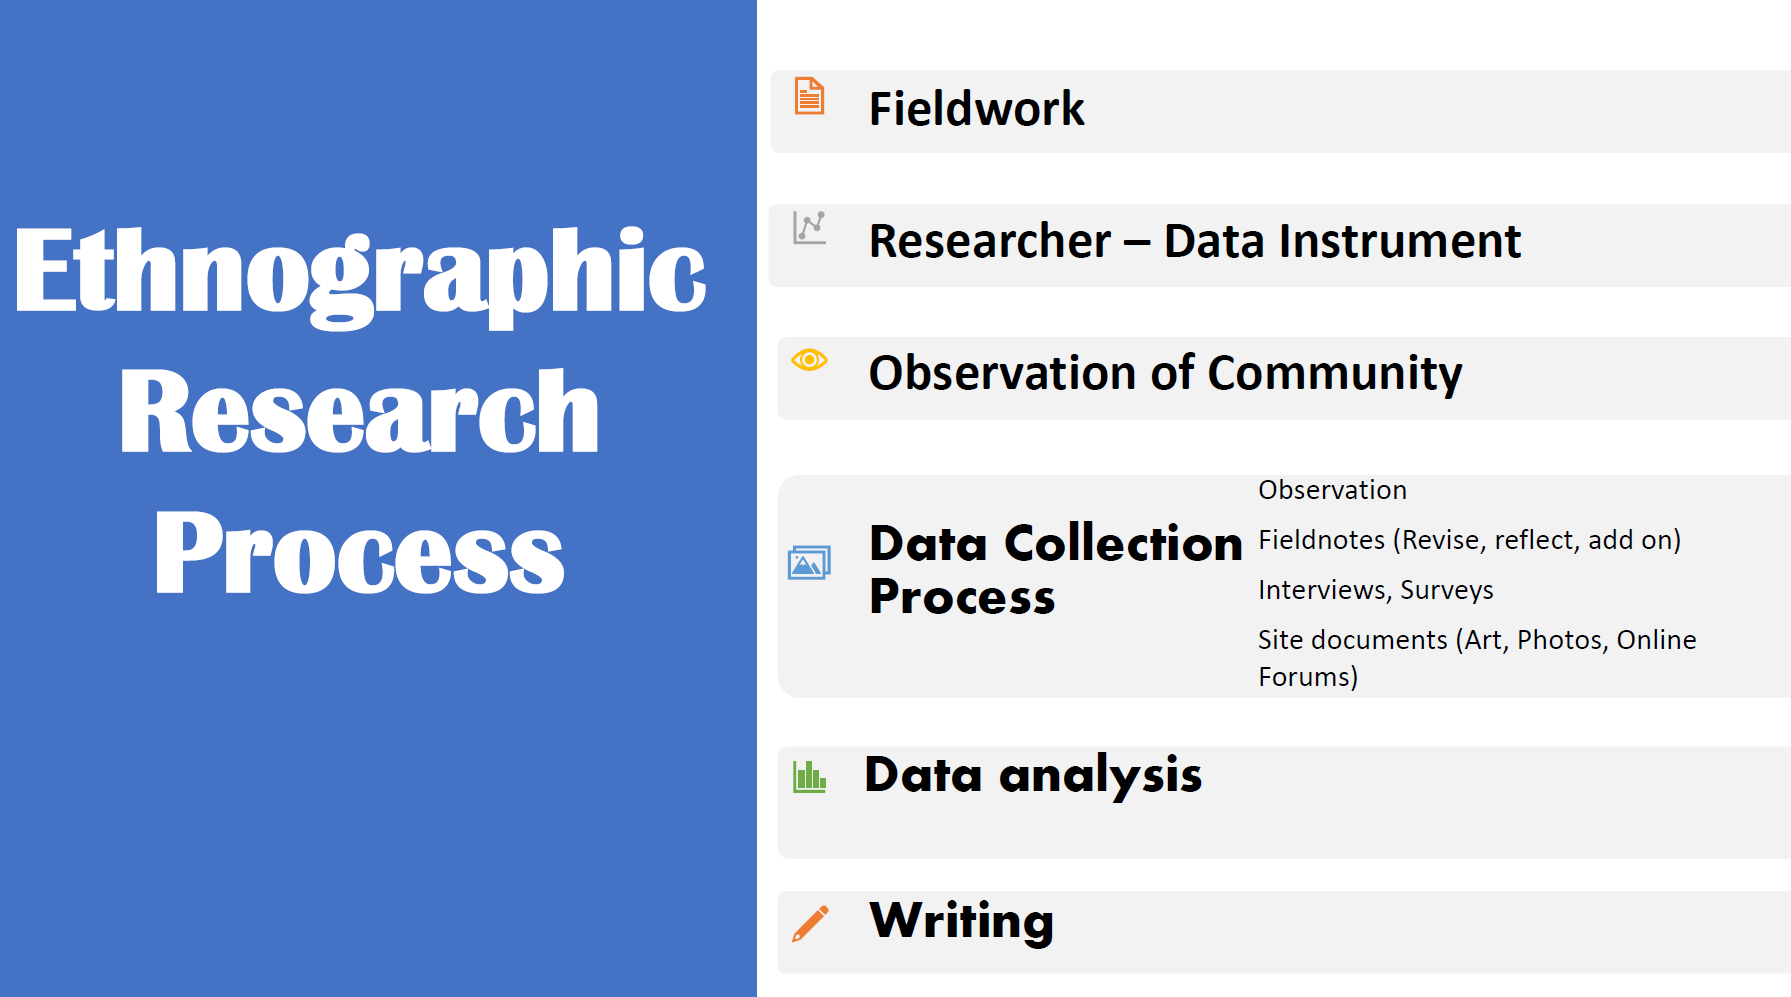 Ethnographic
Research
Process
Fieldwork
Researcher – Data Instrument
Observation of Community
Data Collection
Process
Observation
Fieldnotes (Revise, reflect, add on)
Interviews, Surveys
Site documents (Art, Photos, Online
Forums)
Data analysis
Writing